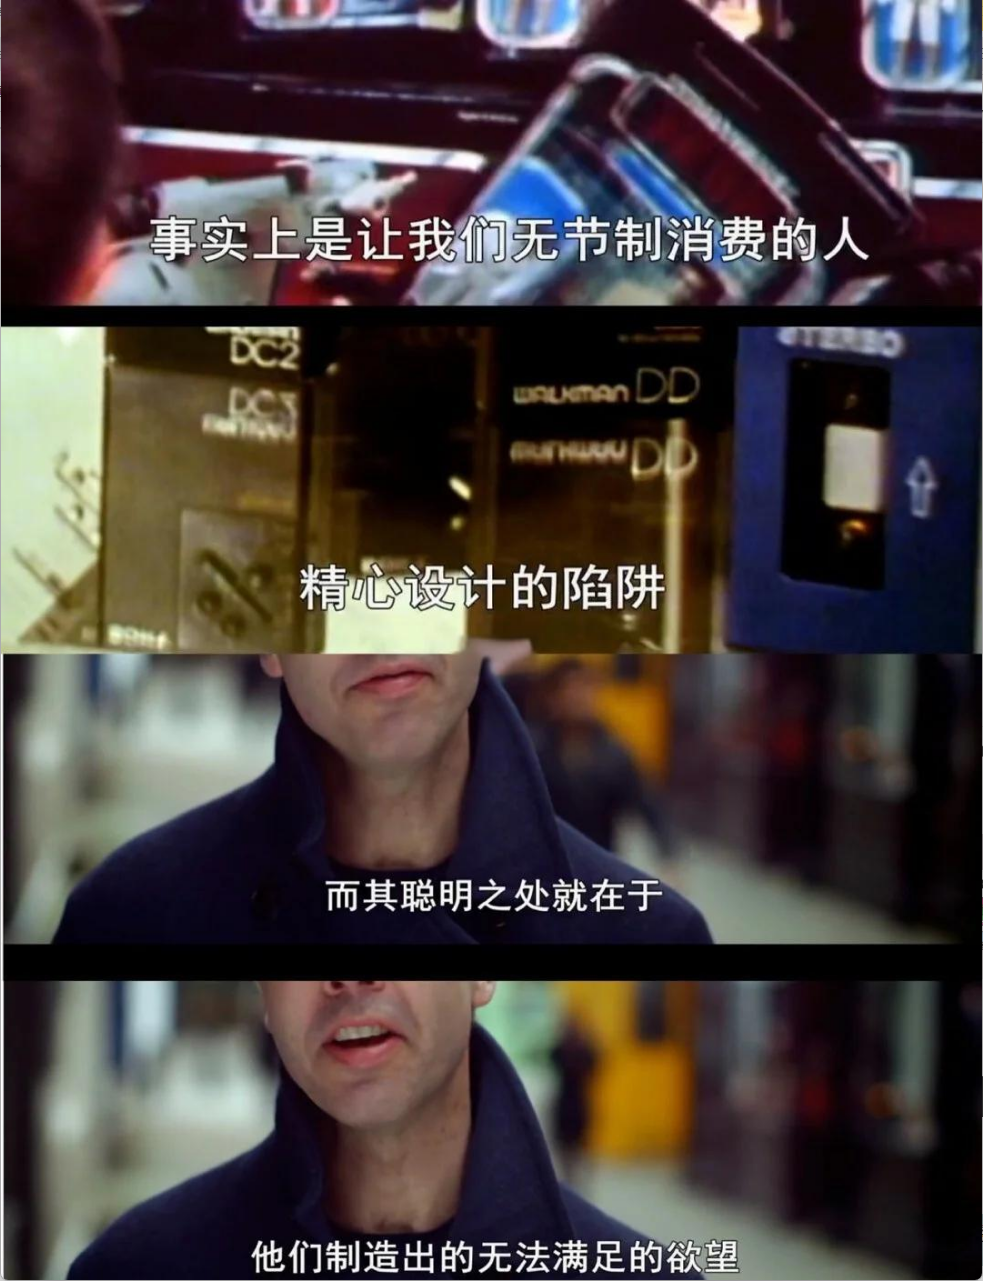 事实上是让我们无节制消费的人
DC2
WALKMAN DD
STEREO
精心设计的陷阱
而其聪明之处就在于
他们制造出的无法满足的欲望